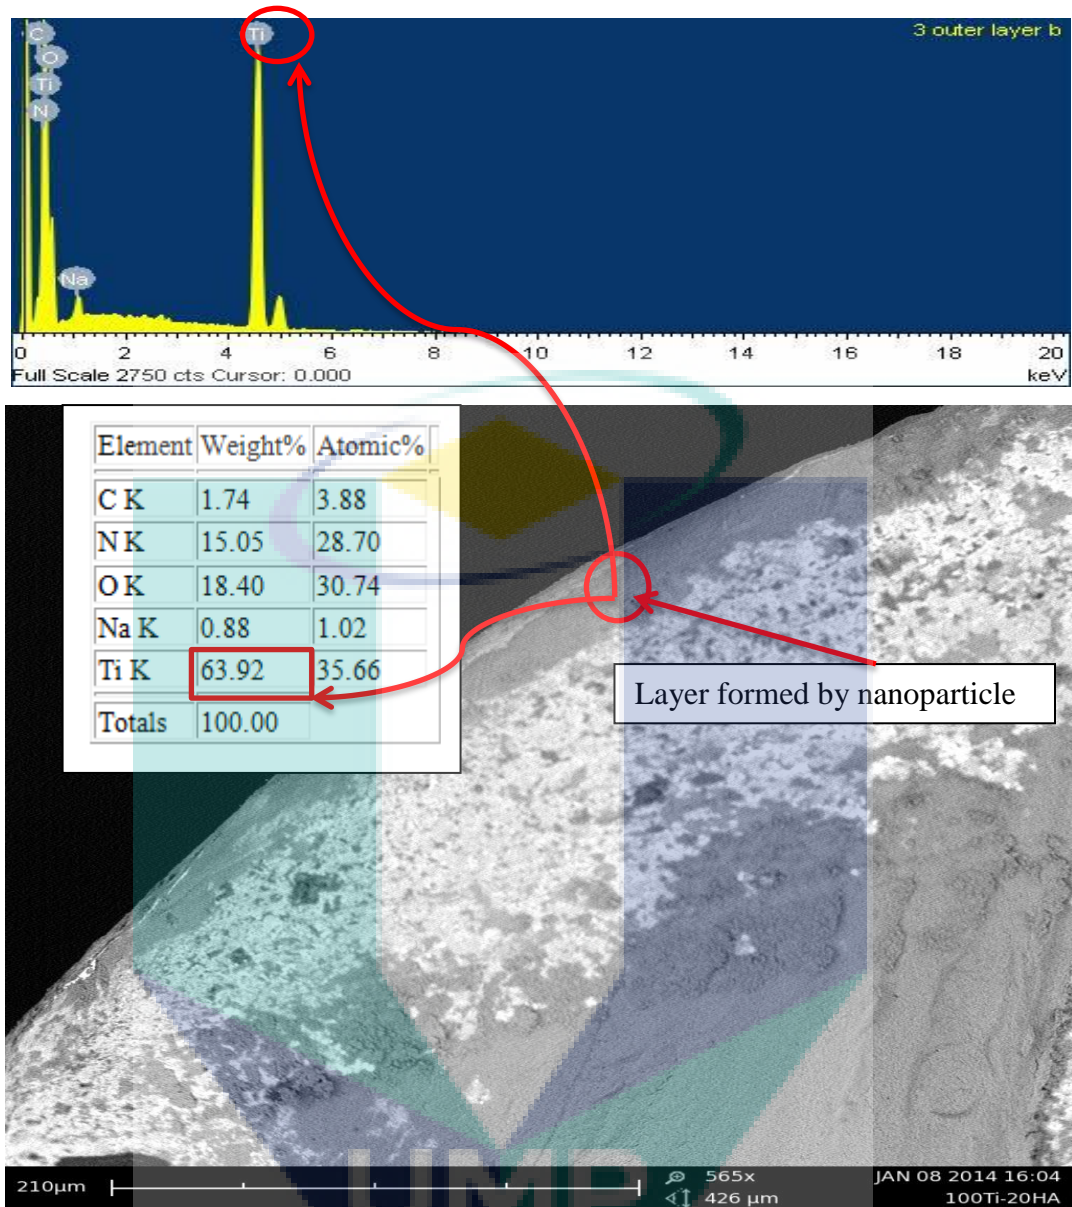 3 outer layer b
C
Ti
O
Ti
N
Na
0 2 4 6 8 10 12 14 16 18 20
Full Scale 2750 cts Cursor: 0.000 keV
Element Weight% Atomic%
C K 1.74 3.88
N K 15.05 28.70
O K 18.40 30.74
Na K 0.88 1.02
Ti K 63.92 35.66
Totals 100.00
Layer formed by nanoparticle
UMP
210µm 565x JAN 08 2014 16:04
426 µm 100Ti-20HA